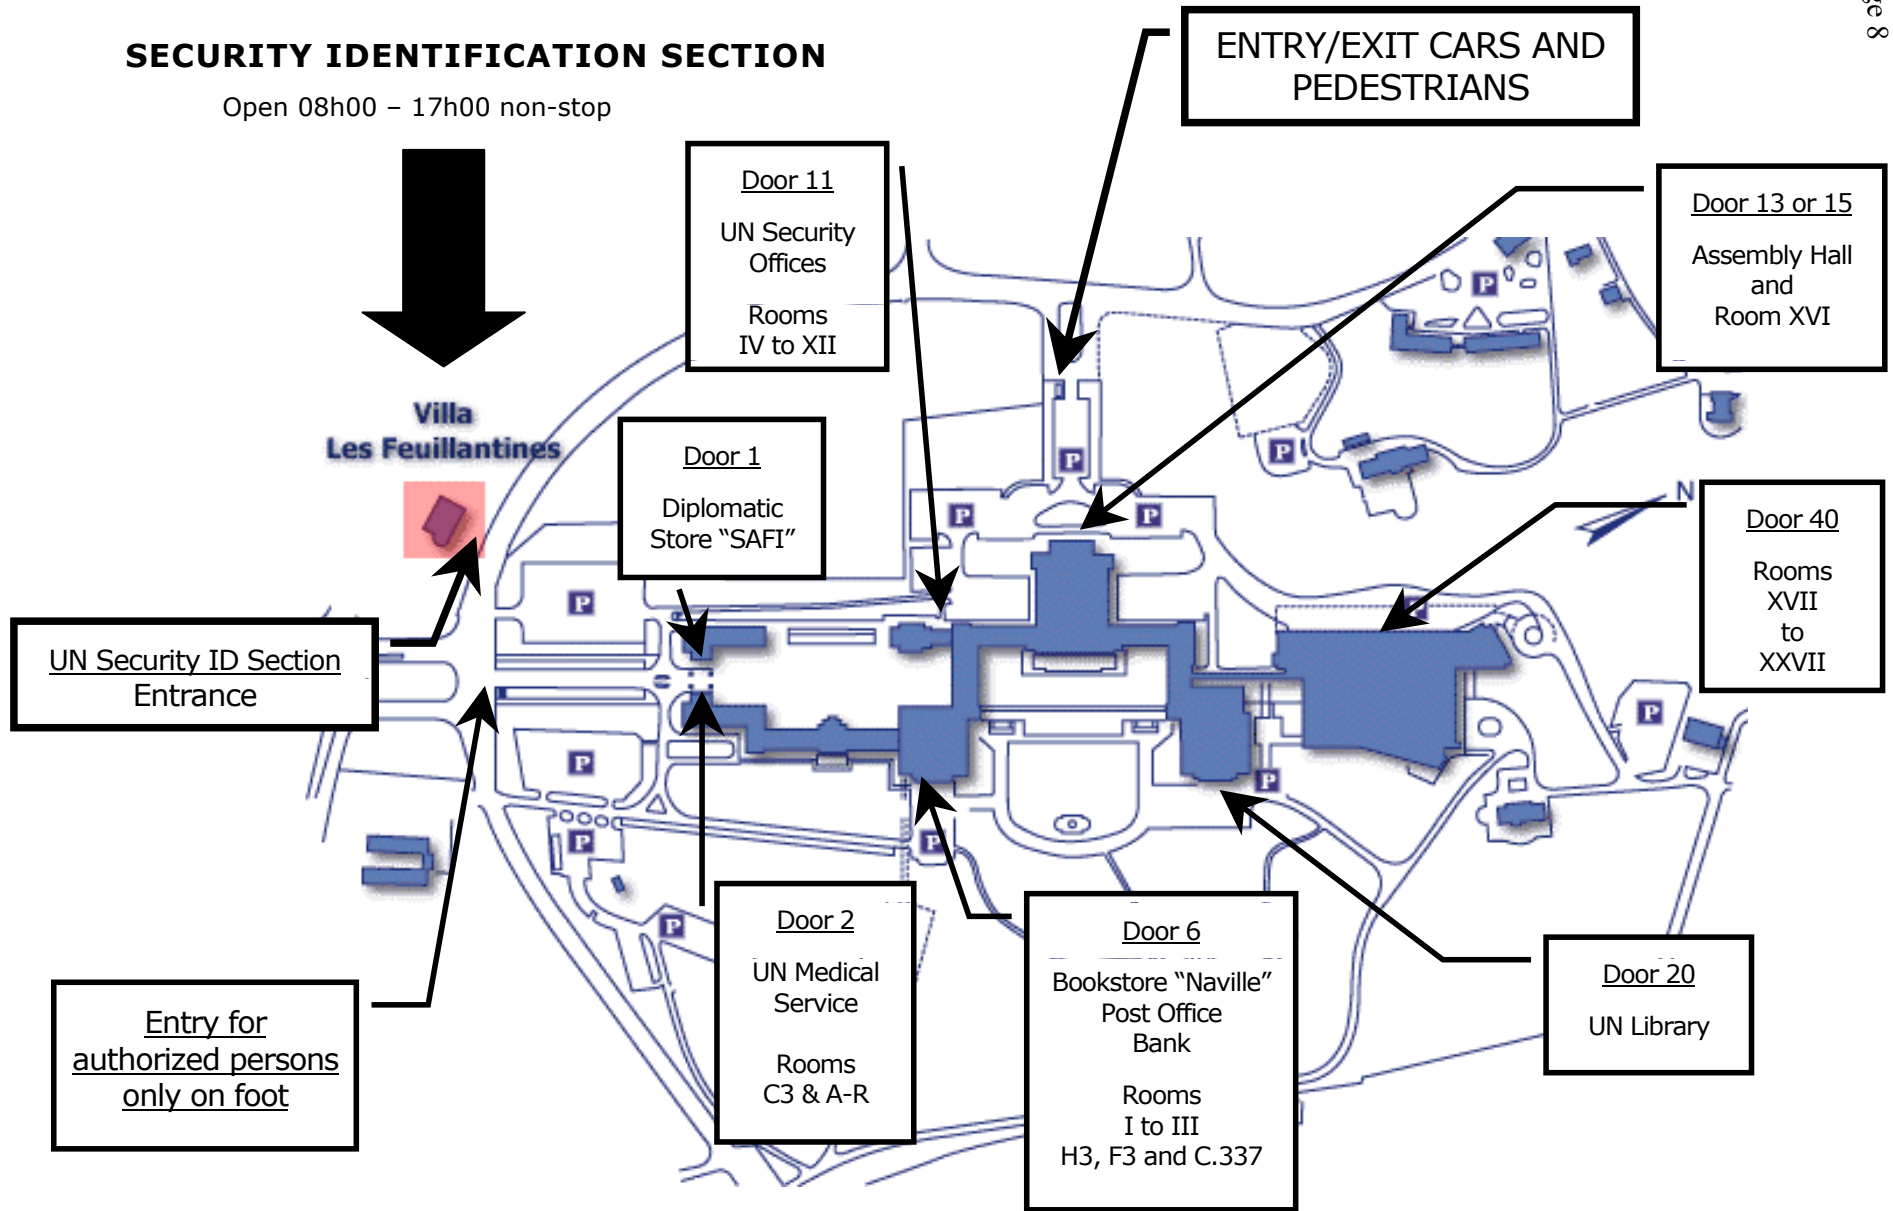 ge 8
SECURITY IDENTIFICATION SECTION
Open 08h00 – 17h00 non-stop
ENTRY/EXIT CARS AND
PEDESTRIANS
Door 11
UN Security
Offices
Rooms
IV to XII
Door 13 or 15
Assembly Hall
and
Room XVI
Villa
Les Feuillantines
Door 1
Diplomatic
Store “SAFI”
N
Door 40
Rooms
XVII
to
XXVII
UN Security ID Section
Entrance
P
P
P
P
P
P
P
P
P
P
P
P
P
Entry for
authorized persons
only on foot
Door 2
UN Medical
Service
Rooms
C3 & A-R
Door 6
Bookstore “Naville”
Post Office
Bank
Rooms
I to III
H3, F3 and C.337
Door 20
UN Library